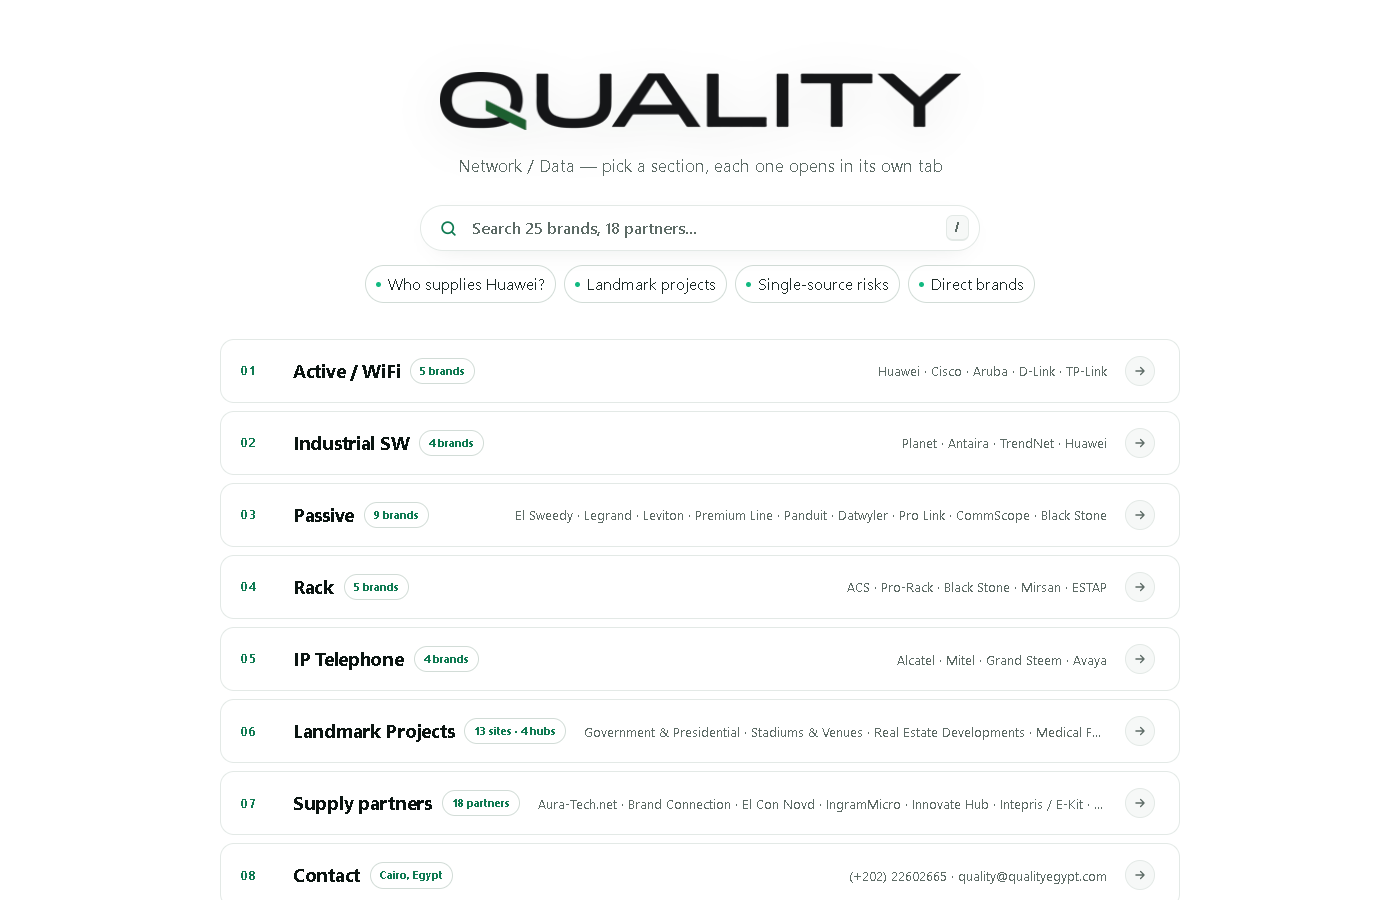 QUALITY
Network / Data — pick a section, each one opens in its own tab
Search 25 brands, 18 partners...
/
Who supplies Huawei?
Landmark projects
Single-source risks
Direct brands
01 Active / WiFi 5 brands Huawei · Cisco · Aruba · D-Link · TP-Link
02 Industrial SW 4 brands Planet · Antaira · TrendNet · Huawei
03 Passive 9 brands El Sweedy · Legrand · Leviton · Premium Line · Panduit · Datwyler · Pro Link · CommScope · Black Stone
04 Rack 5 brands ACS · Pro-Rack · Black Stone · Mirsan · ESTAP
05 IP Telephone 4 brands Alcatel · Mitel · Grand Steem · Avaya
06 Landmark Projects 13 sites · 4 hubs Government & Presidential · Stadiums & Venues · Real Estate Developments · Medical F...
07 Supply partners 18 partners Aura-Tech.net · Brand Connection · El Con Novd · IngramMicro · Innovate Hub · Intepris / E-Kit · ...
08 Contact Cairo, Egypt (+202) 22602665 · quality@qualityegypt.com